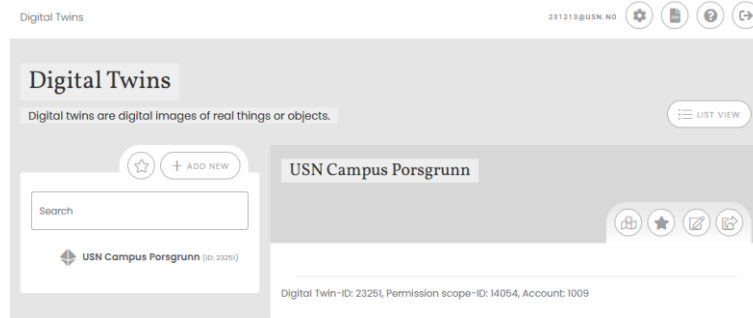 Digital Twins
231213@USN.NO
Digital Twins
Digital twins are digital images of real things or objects.
LIST VIEW
+ ADD NEW
Search
USN Campus Porsgrunn (ID: 23251)
USN Campus Porsgrunn
Digital Twin-ID: 23251, Permission scope-ID: 14054, Account: 1009